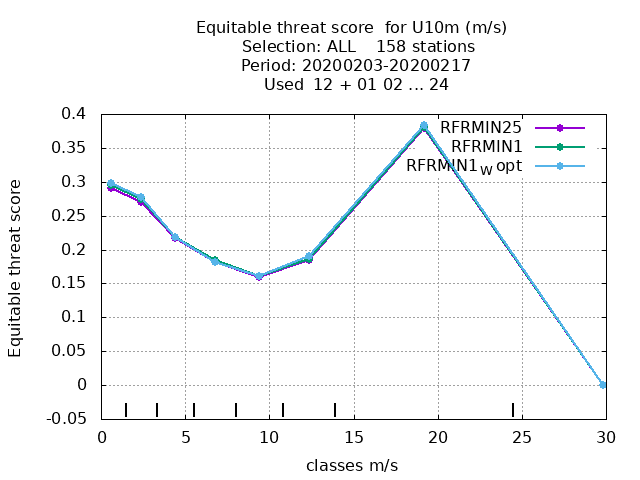 Equitable threat score  for U10m (m/s)
Selection: ALL    158 stations
Period: 20200203-20200217
Used  12 + 01 02 ... 24
Equitable threat score
0.4
0.35
0.3
0.25
0.2
0.15
0.1
0.05
0
-0.05
RFRMIN25
RFRMIN1
RFRMIN1w opt
0 5 10 15 20 25 30
classes m/s